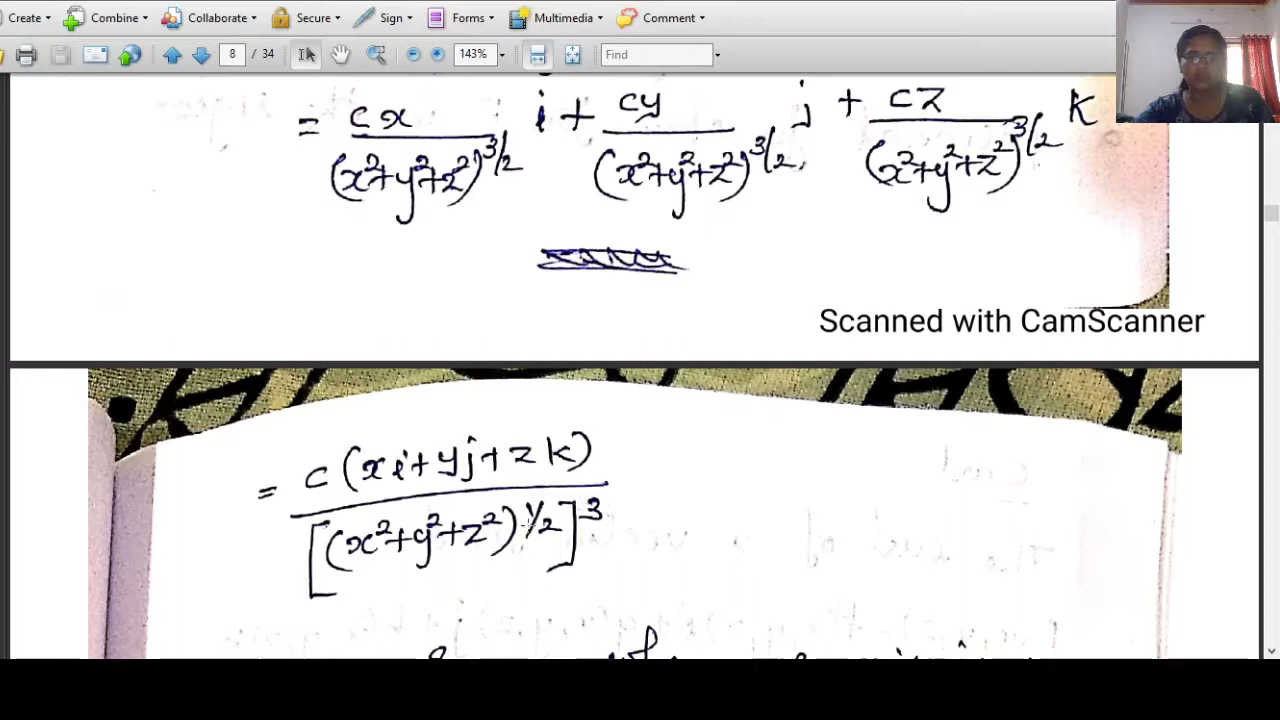 Create Combine Collaborate Secure Sign Forms Multimedia Comment
8 / 34 143% Find
= cx/(x²+y²+z²)^3/2 i + cy/(x²+y²+z²)^3/2 j + cz/(x²+y²+z²)^3/2 k
Scanned with CamScanner
= c(xi+yj+zk)/[(x²+y²+z²)^1/2]^3